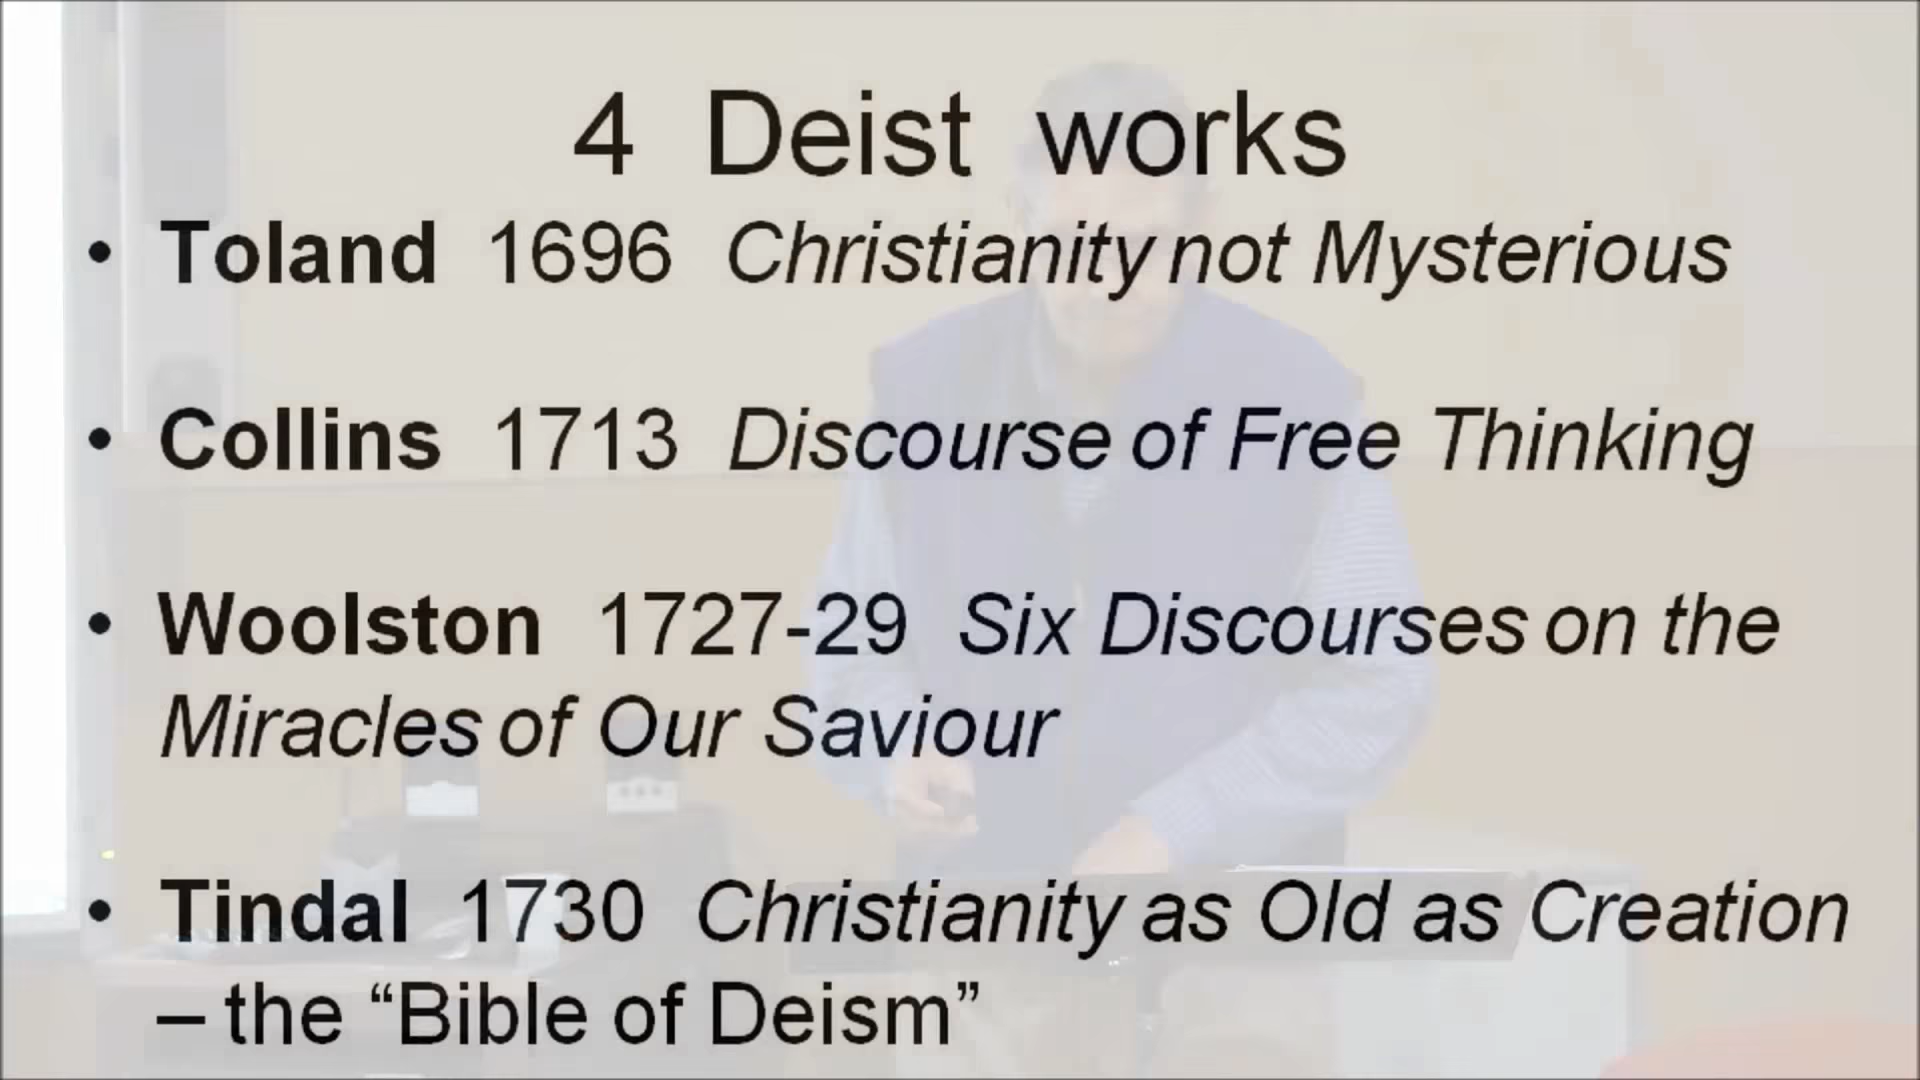 4 Deist works
• Toland 1696 Christianity not Mysterious
• Collins 1713 Discourse of Free Thinking
• Woolston 1727-29 Six Discourses on the
Miracles of Our Saviour
• Tindal 1730 Christianity as Old as Creation
– the “Bible of Deism”